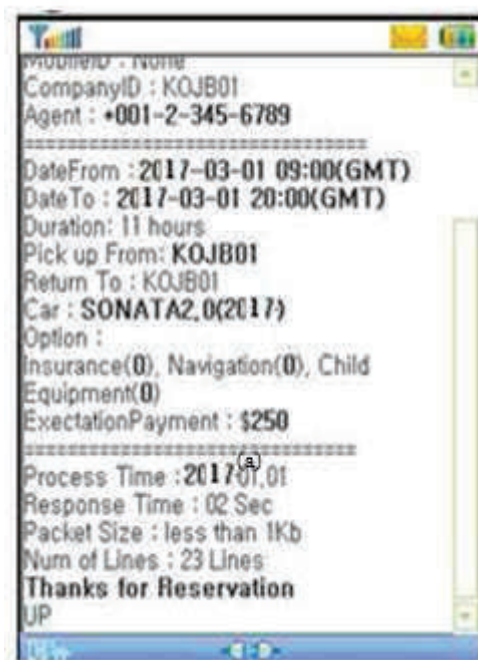 MobileID : None
CompanyID : KOJB01
Agent : +001-2-345-6789
==================================
DateFrom : 2017-03-01 09:00(GMT)
DateTo : 2017-03-01 20:00(GMT)
Duration: 11 hours
Pick up From: KOJB01
Return To : KOJB01
Car : SONATA2,0(2017)
Option :
Insurance(0), Navigation(0), Child
Equipment(0)
ExectationPayment : $250
=================================
(a)
Process Time : 2017.01.01
Response Time : 02 Sec
Packet Size : less than 1Kb
Num of Lines : 23 Lines
Thanks for Reservation
UP